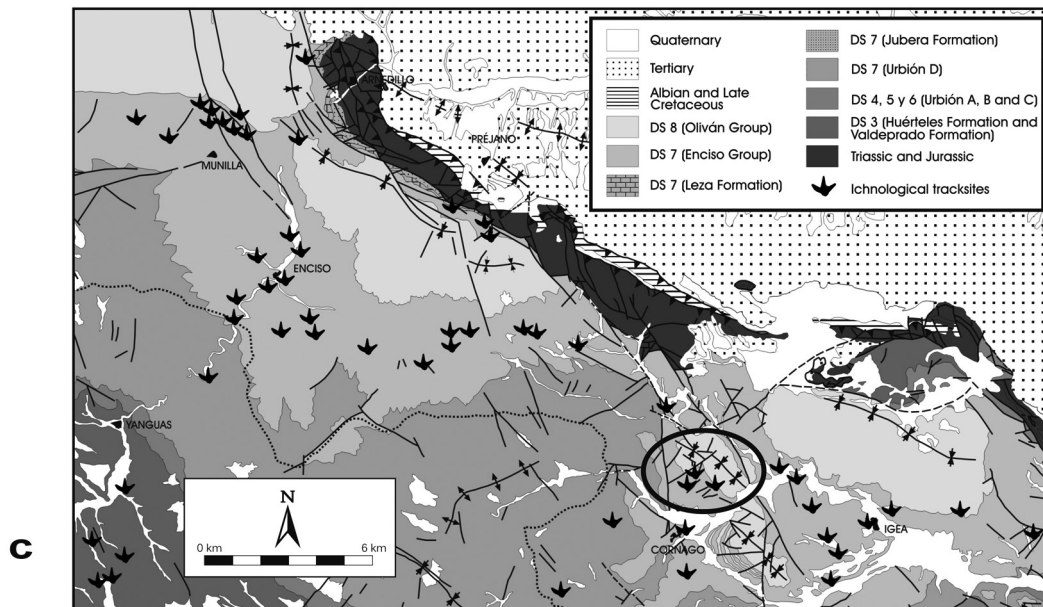 Quaternary
Tertiary
Albian and Late
Cretaceous
DS 8 (Oliván Group)
DS 7 (Enciso Group)
DS 7 (Leza Formation)
DS 7 (Jubera Formation)
DS 7 (Urbión D)
DS 4, 5 y 6 (Urbión A, B and C)
DS 3 (Huérteles Formation and
Valdeprado Formation)
Triassic and Jurassic
Ichnological tracksites
ARNEDILLO
PRÉJANO
MUNILLA
ENCISO
YANGUAS
CORNAGO
IGEA
N
0 km
6 km
C